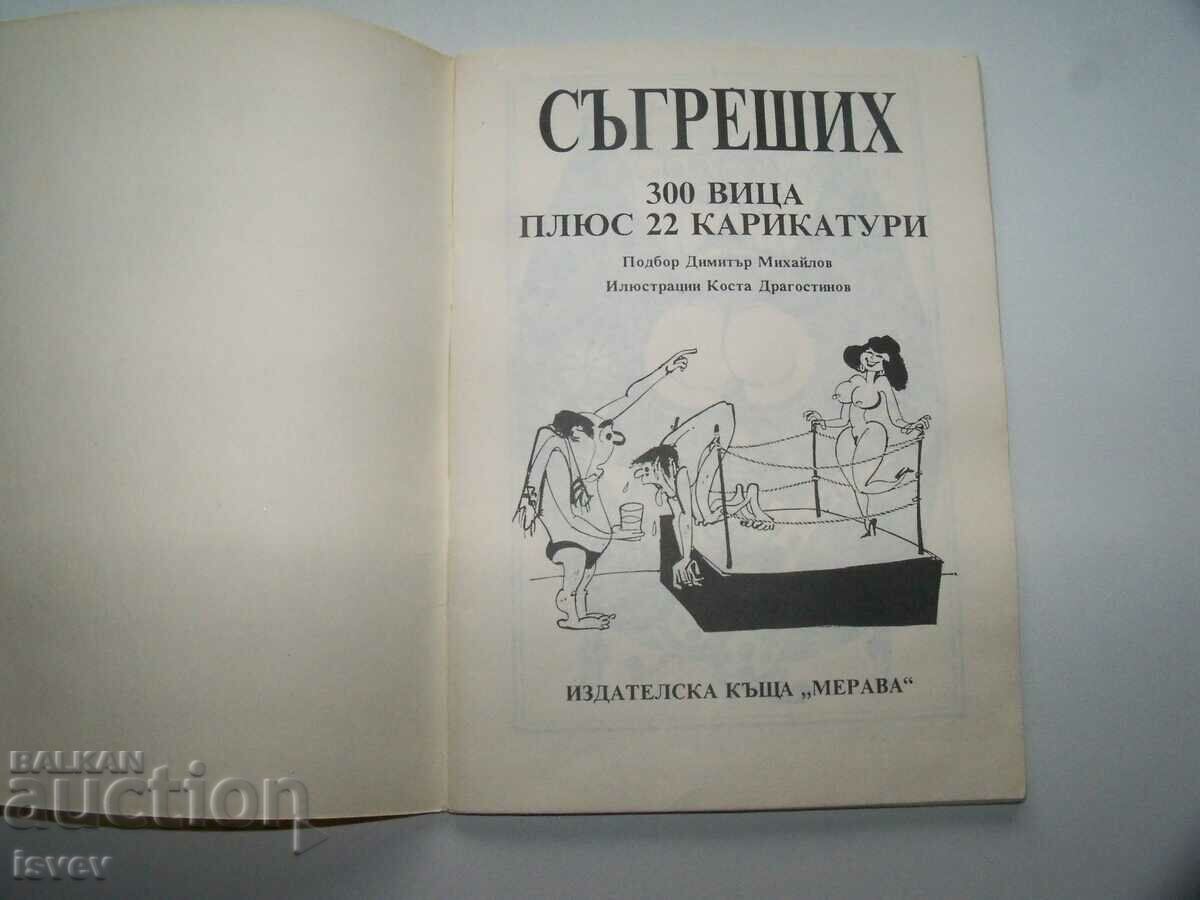 СЪГРЕШИХ
300 ВИЦА
ПЛЮС 22 КАРИКАТУРИ
Подбор Димитър Михайлов
Илюстрации Коста Драгостинов
ИЗДАТЕЛСКА КЪЩА „МЕРАВА“
BALKAN
auction
isvev